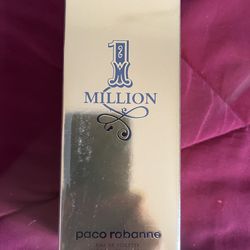 1
MILLION
paco rabanne
EAU DE TOILETTE